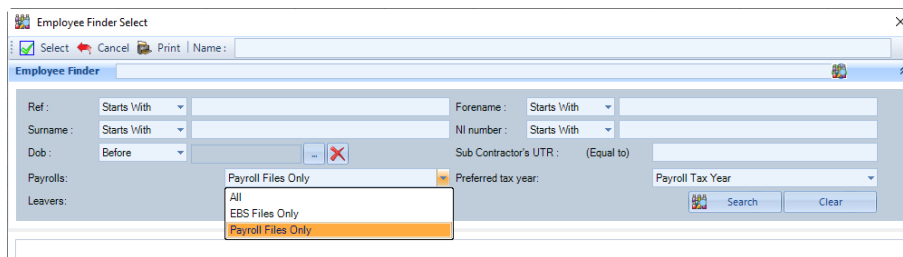 Employee Finder Select
Select Cancel Print Name :
Employee Finder
Ref : Starts With Forename : Starts With
Surname : Starts With NI number : Starts With
Dob : Before ... Sub Contractor's UTR : (Equal to)
Payrolls: Payroll Files Only Preferred tax year: Payroll Tax Year
Leavers: All Search Clear
EBS Files Only
Payroll Files Only